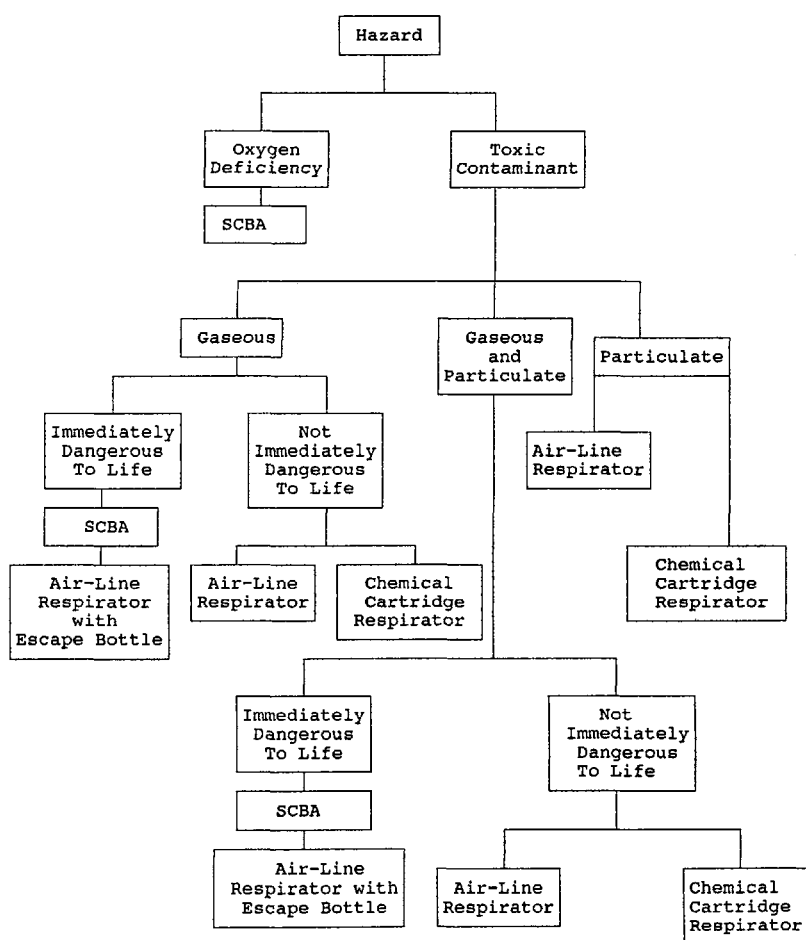 Hazard
Oxygen
Deficiency
Toxic
Contaminant
SCBA
Gaseous
Gaseous
and
Particulate
Particulate
Immediately
Dangerous
To Life
Not
Immediately
Dangerous
To Life
Air-Line
Respirator
SCBA
Air-Line
Respirator
with
Escape Bottle
Air-Line
Respirator
Chemical
Cartridge
Respirator
Chemical
Cartridge
Respirator
Immediately
Dangerous
To Life
Not
Immediately
Dangerous
To Life
SCBA
Air-Line
Respirator with
Escape Bottle
Air-Line
Respirator
Chemical
Cartridge
Respirator